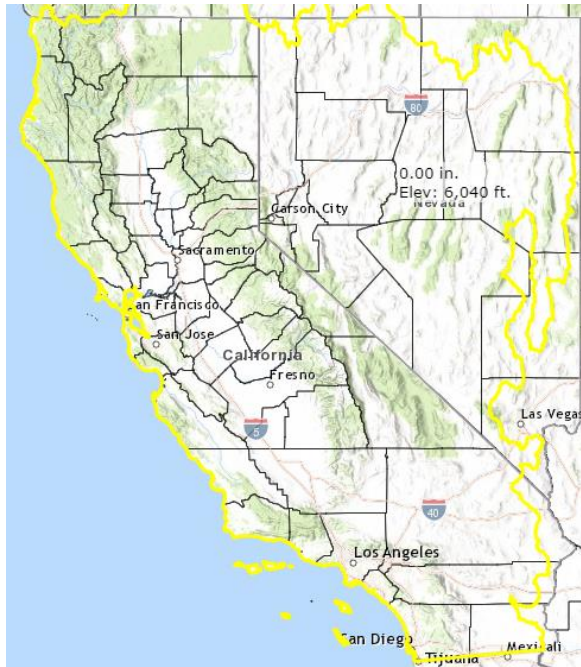 80
0.00 in.
Elev: 6,040 ft.
Nevada
Carson City
Sacramento
an Francisco
San Jose
California
Fresno
5
Las Vegas
40
Los Angeles
San Diego
Tijuana
Mexicali